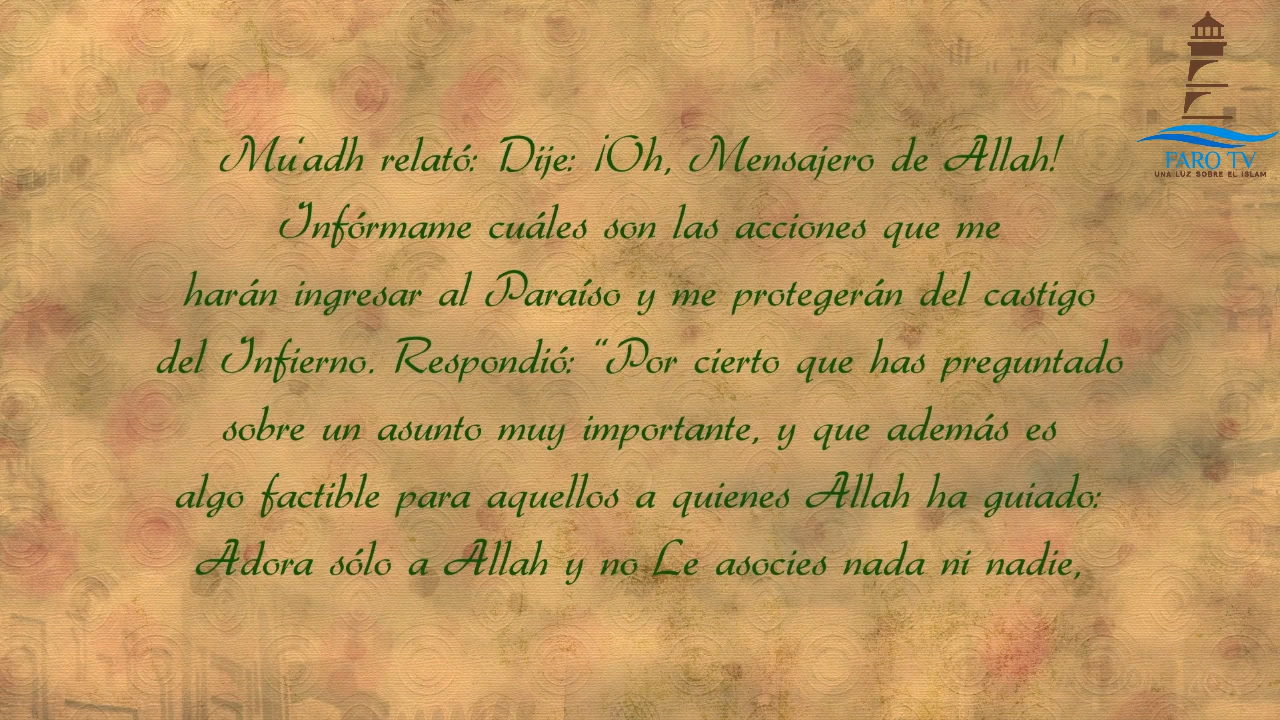 Mu'adh relató: Dije: ¡Oh, Mensajero de Allah!
Infórmame cuáles son las acciones que me
harán ingresar al Paraíso y me protegerán del castigo
del Infierno. Respondió: “Por cierto que has preguntado
sobre un asunto muy importante, y que además es
algo factible para aquellos a quienes Allah ha guiado:
Adora sólo a Allah y no Le asocies nada ni nadie,
FARO TV
UNA LUZ SOBRE EL ISLAM